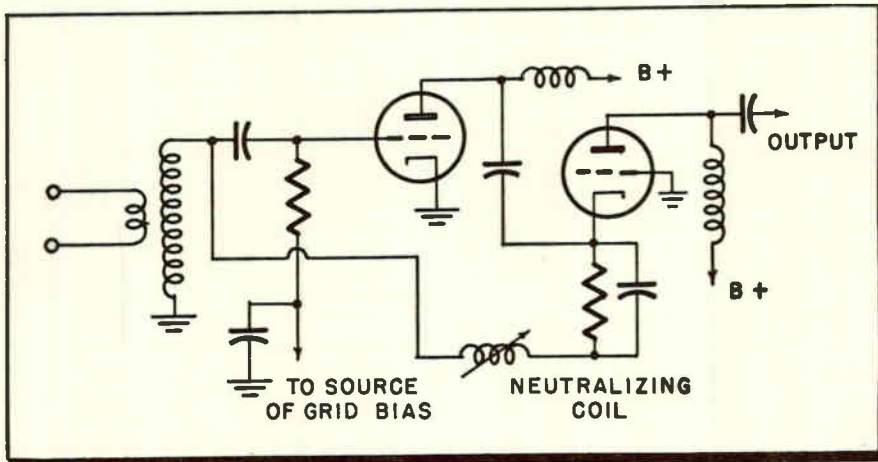 B+
OUTPUT
B+
TO SOURCE
OF GRID BIAS
NEUTRALIZING
COIL